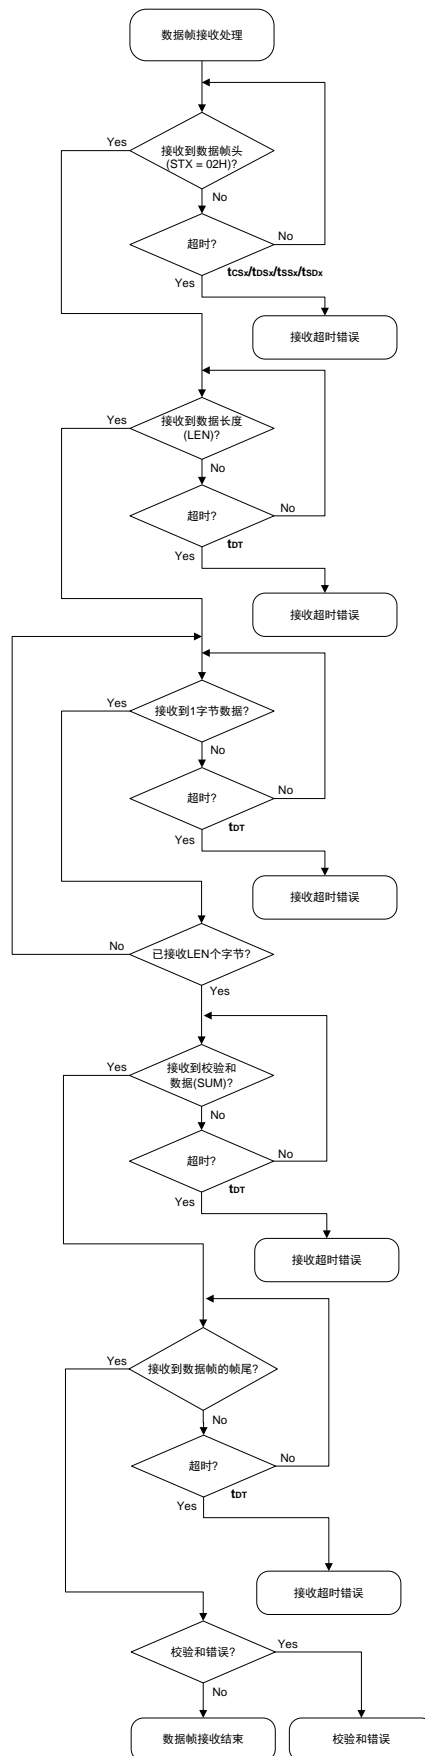 数据帧接收处理
Yes
接收到数据帧头
(STX = 02H)?
No
超时?
No
tCSx/tDSx/tSSx/tSDx
Yes
接收超时错误
Yes
接收到数据长度
(LEN)?
No
超时?
No
tDT
Yes
接收超时错误
Yes
接收到1字节数据?
No
超时?
No
tDT
Yes
接收超时错误
No
已接收LEN个字节?
Yes
Yes
接收到校验和
数据(SUM)?
No
超时?
No
tDT
Yes
接收超时错误
Yes
接收到数据帧的帧尾?
No
超时?
No
tDT
Yes
接收超时错误
校验和错误?
Yes
No
数据帧接收结束
校验和错误